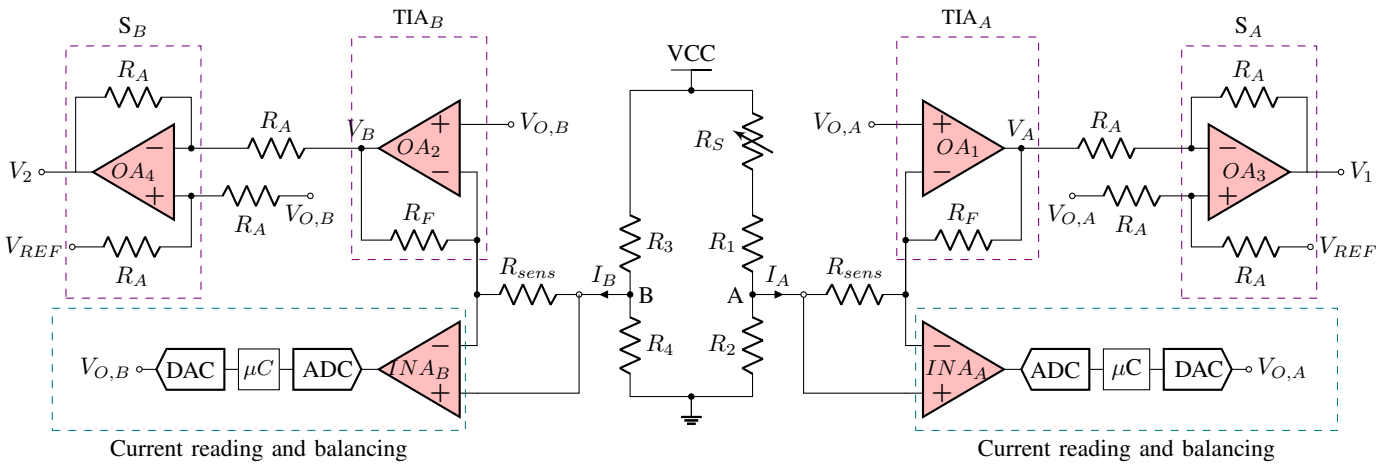 S_B
TIA_B
VCC
TIA_A
S_A
R_A
R_A
R_A
V_B
V_{O,B}
R_S
V_{O,A}
V_A
R_A
V_2
OA_4
OA_2
OA_1
OA_3
V_1
R_A
V_{O,B}
R_F
R_F
V_{O,A}
R_A
V_{REF}
R_A
R_3
R_1
V_{REF}
R_A
R_{sens}
I_B
B
A
I_A
R_{sens}
V_{O,B}
DAC
μC
ADC
INA_B
R_4
R_2
INA_A
ADC
μC
DAC
V_{O,A}
Current reading and balancing
Current reading and balancing